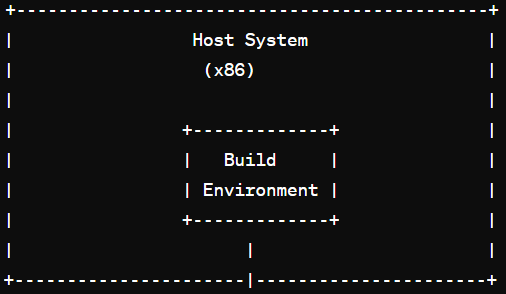 +---------------------------------------------+
|                Host System                  |
|                 (x86)                       |
|                                             |
|               +-------------+               |
|               |   Build     |               |
|               | Environment |               |
|               +-------------+               |
|                     |                       |
+---------------------|-----------------------+